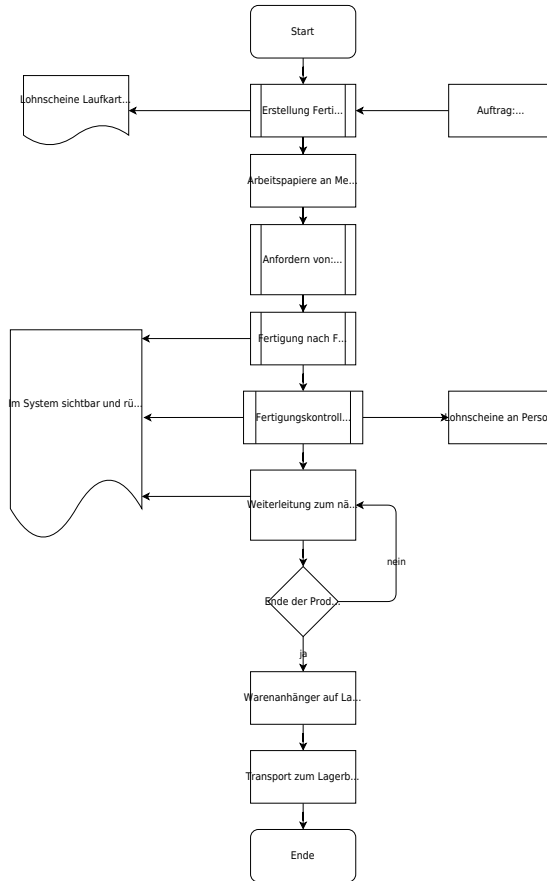 Start
Lohnscheine Laufkart...
Erstellung Ferti...
Auftrag:...
Arbeitspapiere an Me...
Anfordern von:...
Fertigung nach F...
Im System sichtbar und rü...
Fertigungskontroll...
Lohnscheine an Perso
Weiterleitung zum nä...
nein
Ende der Prod...
ja
Warenanhänger auf La...
Transport zum Lagerb...
Ende